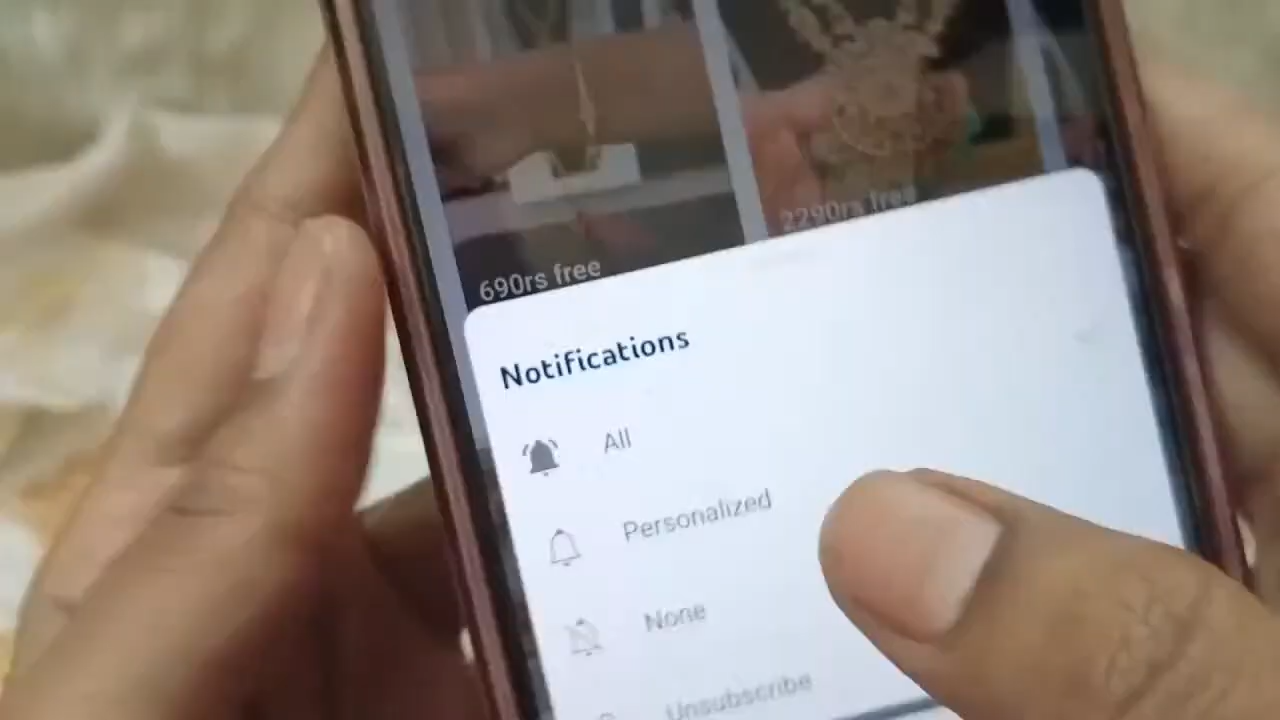 690rs free
2290rs free
Notifications
All
Personalized
None
Unsubscribe